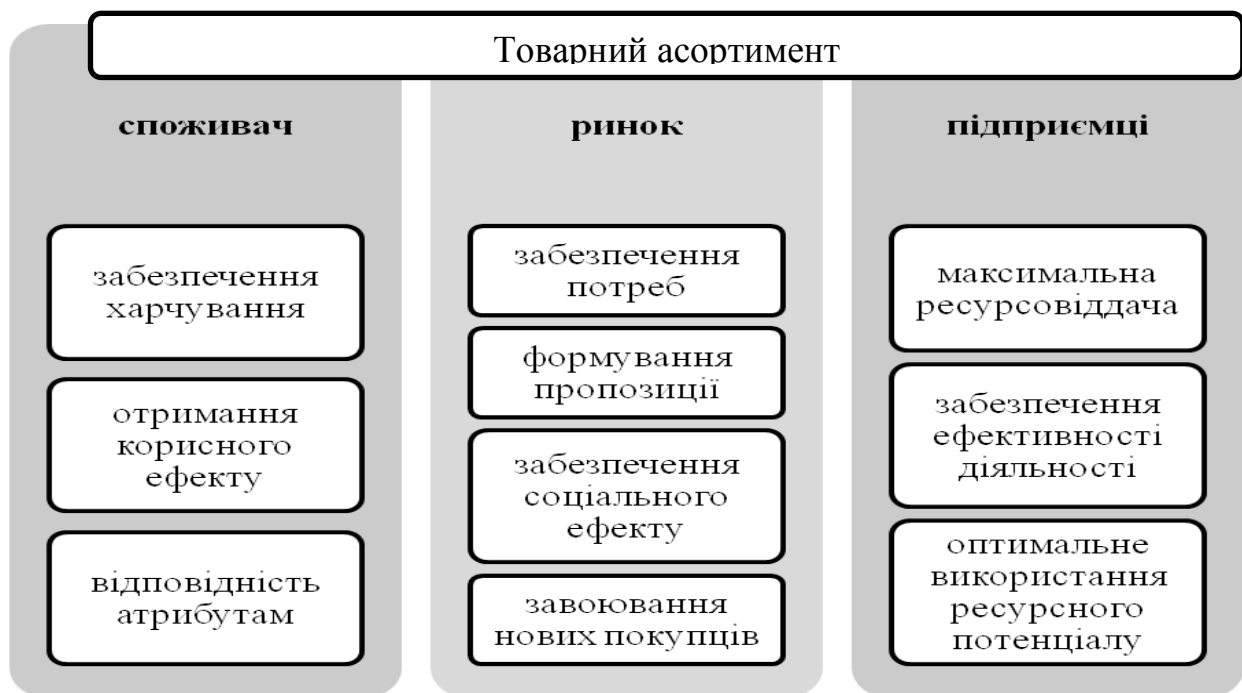 Товарний асортимент
споживач
забезпечення
харчування
отримання
корисного
ефекту
відповідність
атрибутам
ринок
забезпечення
потреб
формування
пропозиції
забезпечення
соціального
ефекту
завоювання
нових покупців
підприємці
максимальна
ресурсовіддача
забезпечення
ефективності
діяльності
оптимальне
використання
ресурсного
потенціалу